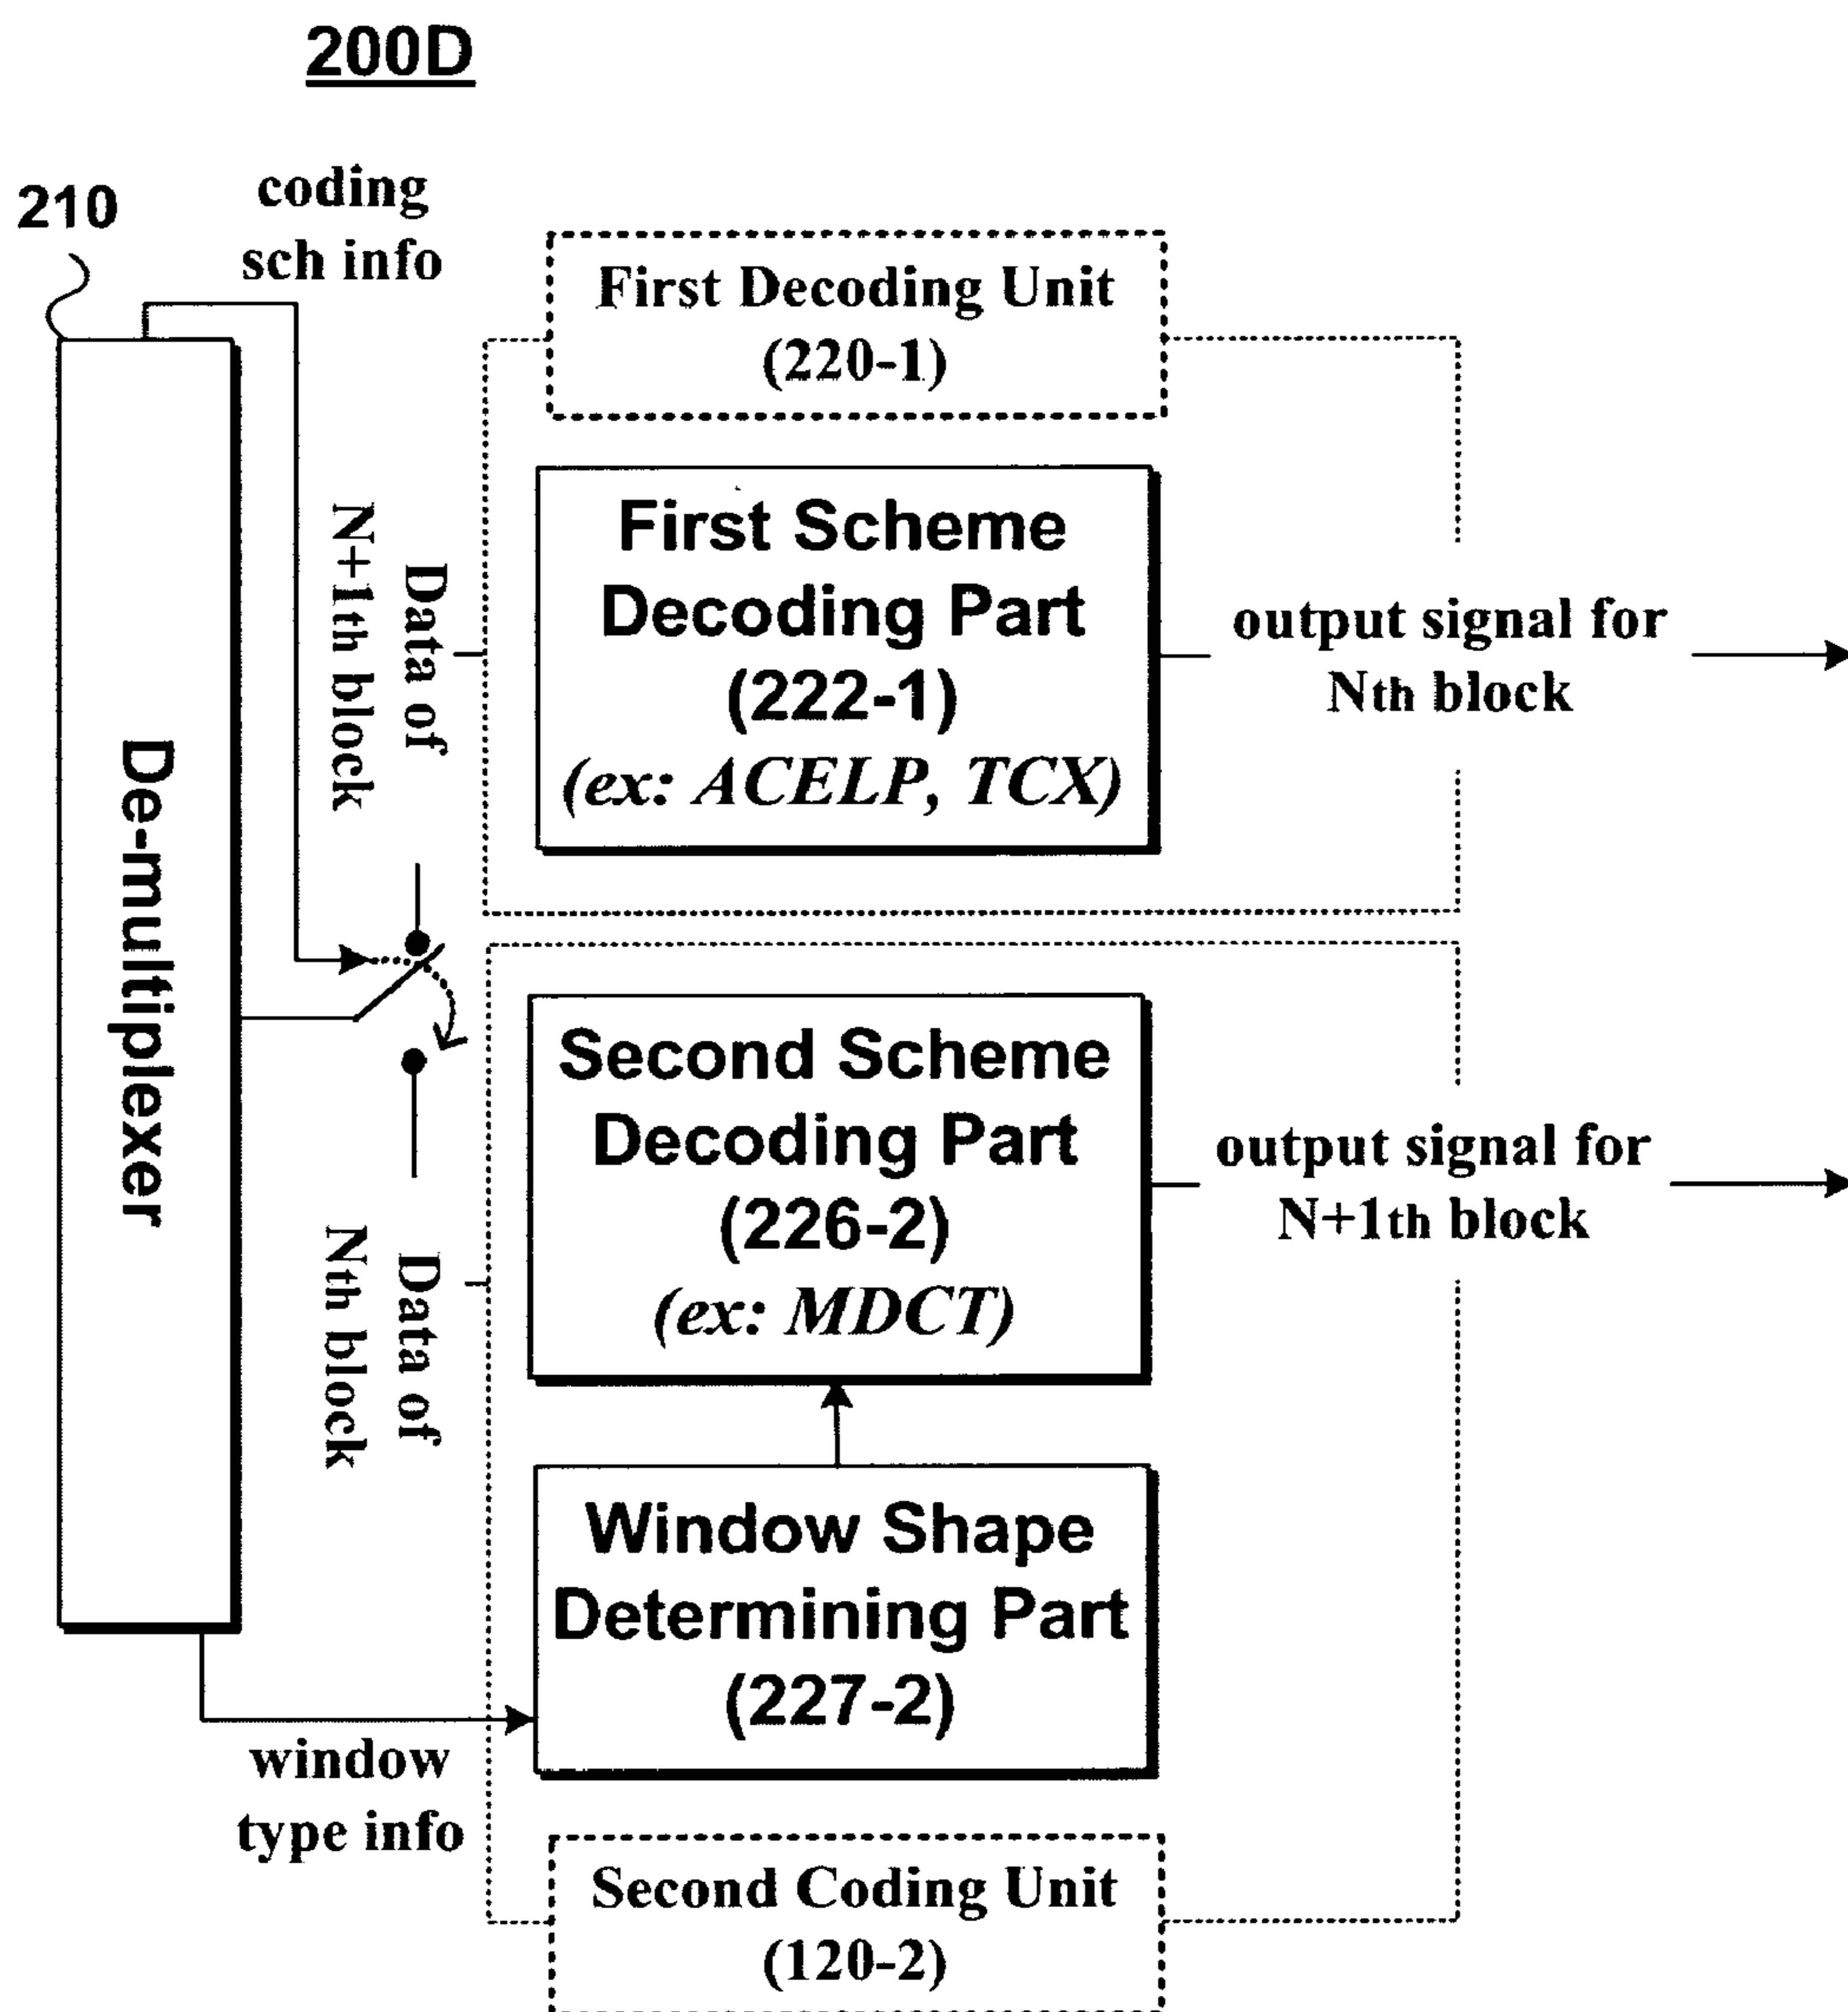 200D
210
coding
sch info
First Decoding Unit
(220-1)
Data of
N+1th block
First Scheme
Decoding Part
(222-1)
(ex: ACELP, TCX)
output signal for
Nth block
De-multiplexer
Second Scheme
Decoding Part
(226-2)
(ex: MDCT)
output signal for
N+1th block
Data of
Nth block
Window Shape
Determining Part
(227-2)
window
type info
Second Coding Unit
(120-2)